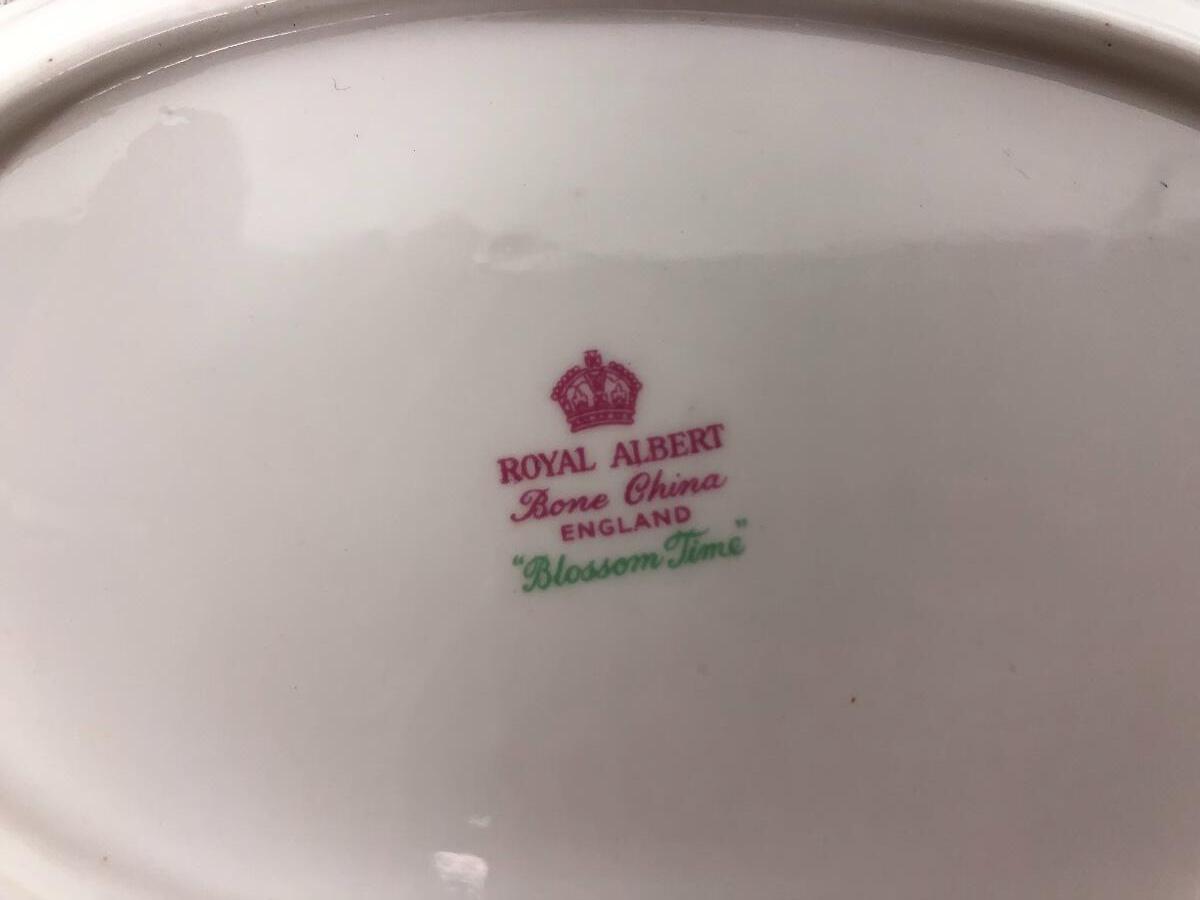 ROYAL ALBERT
Bone China
ENGLAND
"Blossom Time"